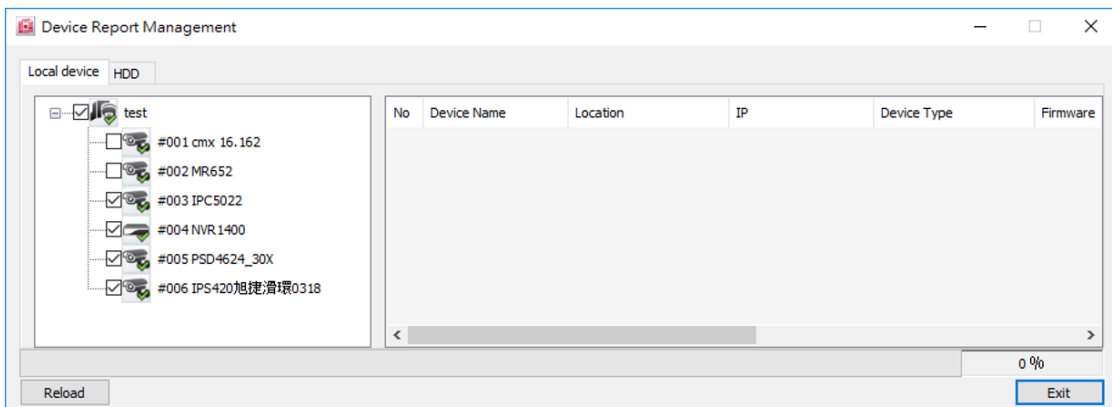 Device Report Management
Local device HDD
test
#001 cmx 16.162
#002 MR652
#003 IPC5022
#004 NVR1400
#005 PSD4624_30X
#006 IPS420旭捷滑環0318
No Device Name Location IP Device Type Firmware
0 %
Reload Exit